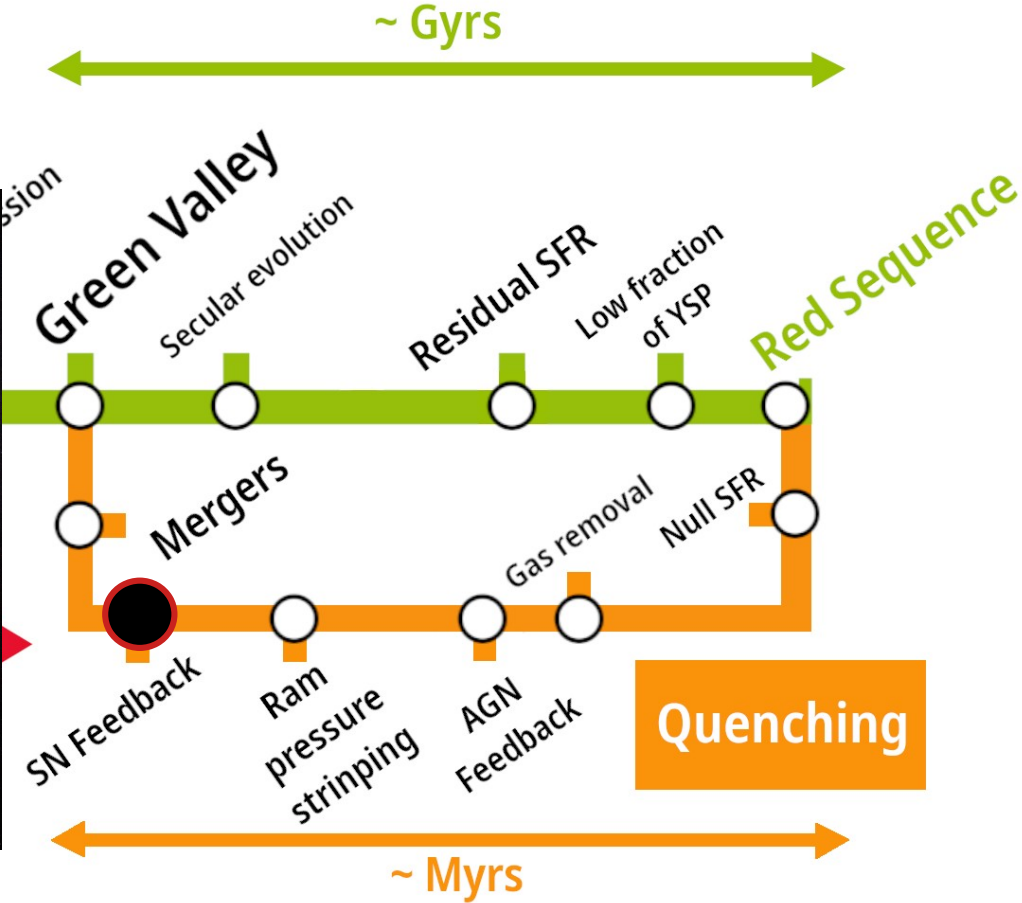 ~ Gyrs
ssion
Green Valley
Secular evolution
Residual SFR
Low fraction
of YSP
Red Sequence
Mergers
Gas removal
Null SFR
SN Feedback
Ram
pressure
strinping
AGN
Feedback
Quenching
~ Myrs